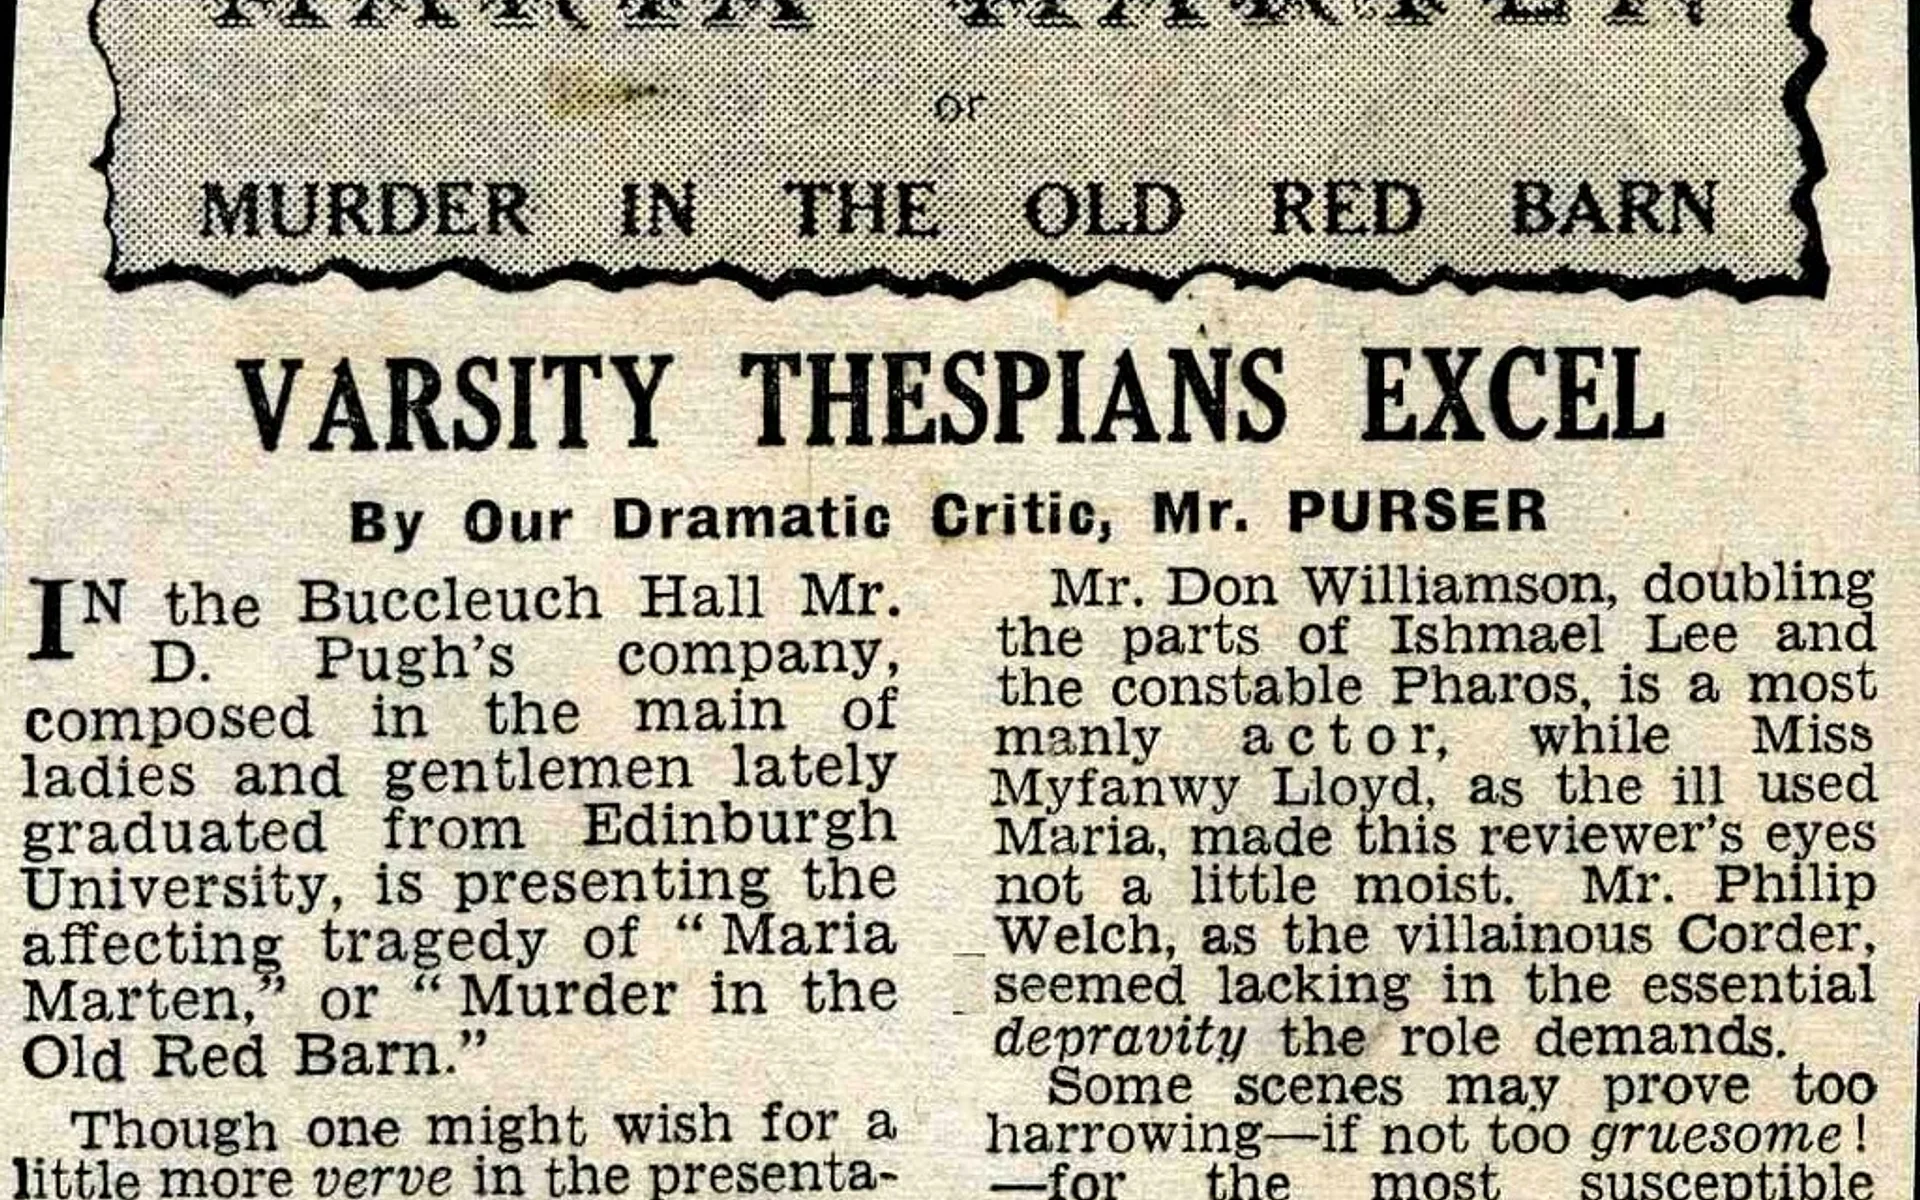 MARIA MARTEN
or
MURDER IN THE OLD RED BARN
VARSITY THESPIANS EXCEL
By Our Dramatic Critic, Mr. PURSER
IN the Buccleuch Hall Mr.
D. Pugh's company,
composed in the main of
ladies and gentlemen lately
graduated from Edinburgh
University, is presenting the
affecting tragedy of “Maria
Marten,” or “Murder in the
Old Red Barn.”
Though one might wish for a
little more verve in the presenta-
Mr. Don Williamson, doubling
the parts of Ishmael Lee and
the constable Pharos, is a most
manly actor, while Miss
Myfanwy Lloyd, as the ill used
Maria, made this reviewer's eyes
not a little moist. Mr. Philip
Welch, as the villainous Corder,
seemed lacking in the essential
depravity the role demands.
Some scenes may prove too
harrowing—if not too gruesome!
—for the most susceptible